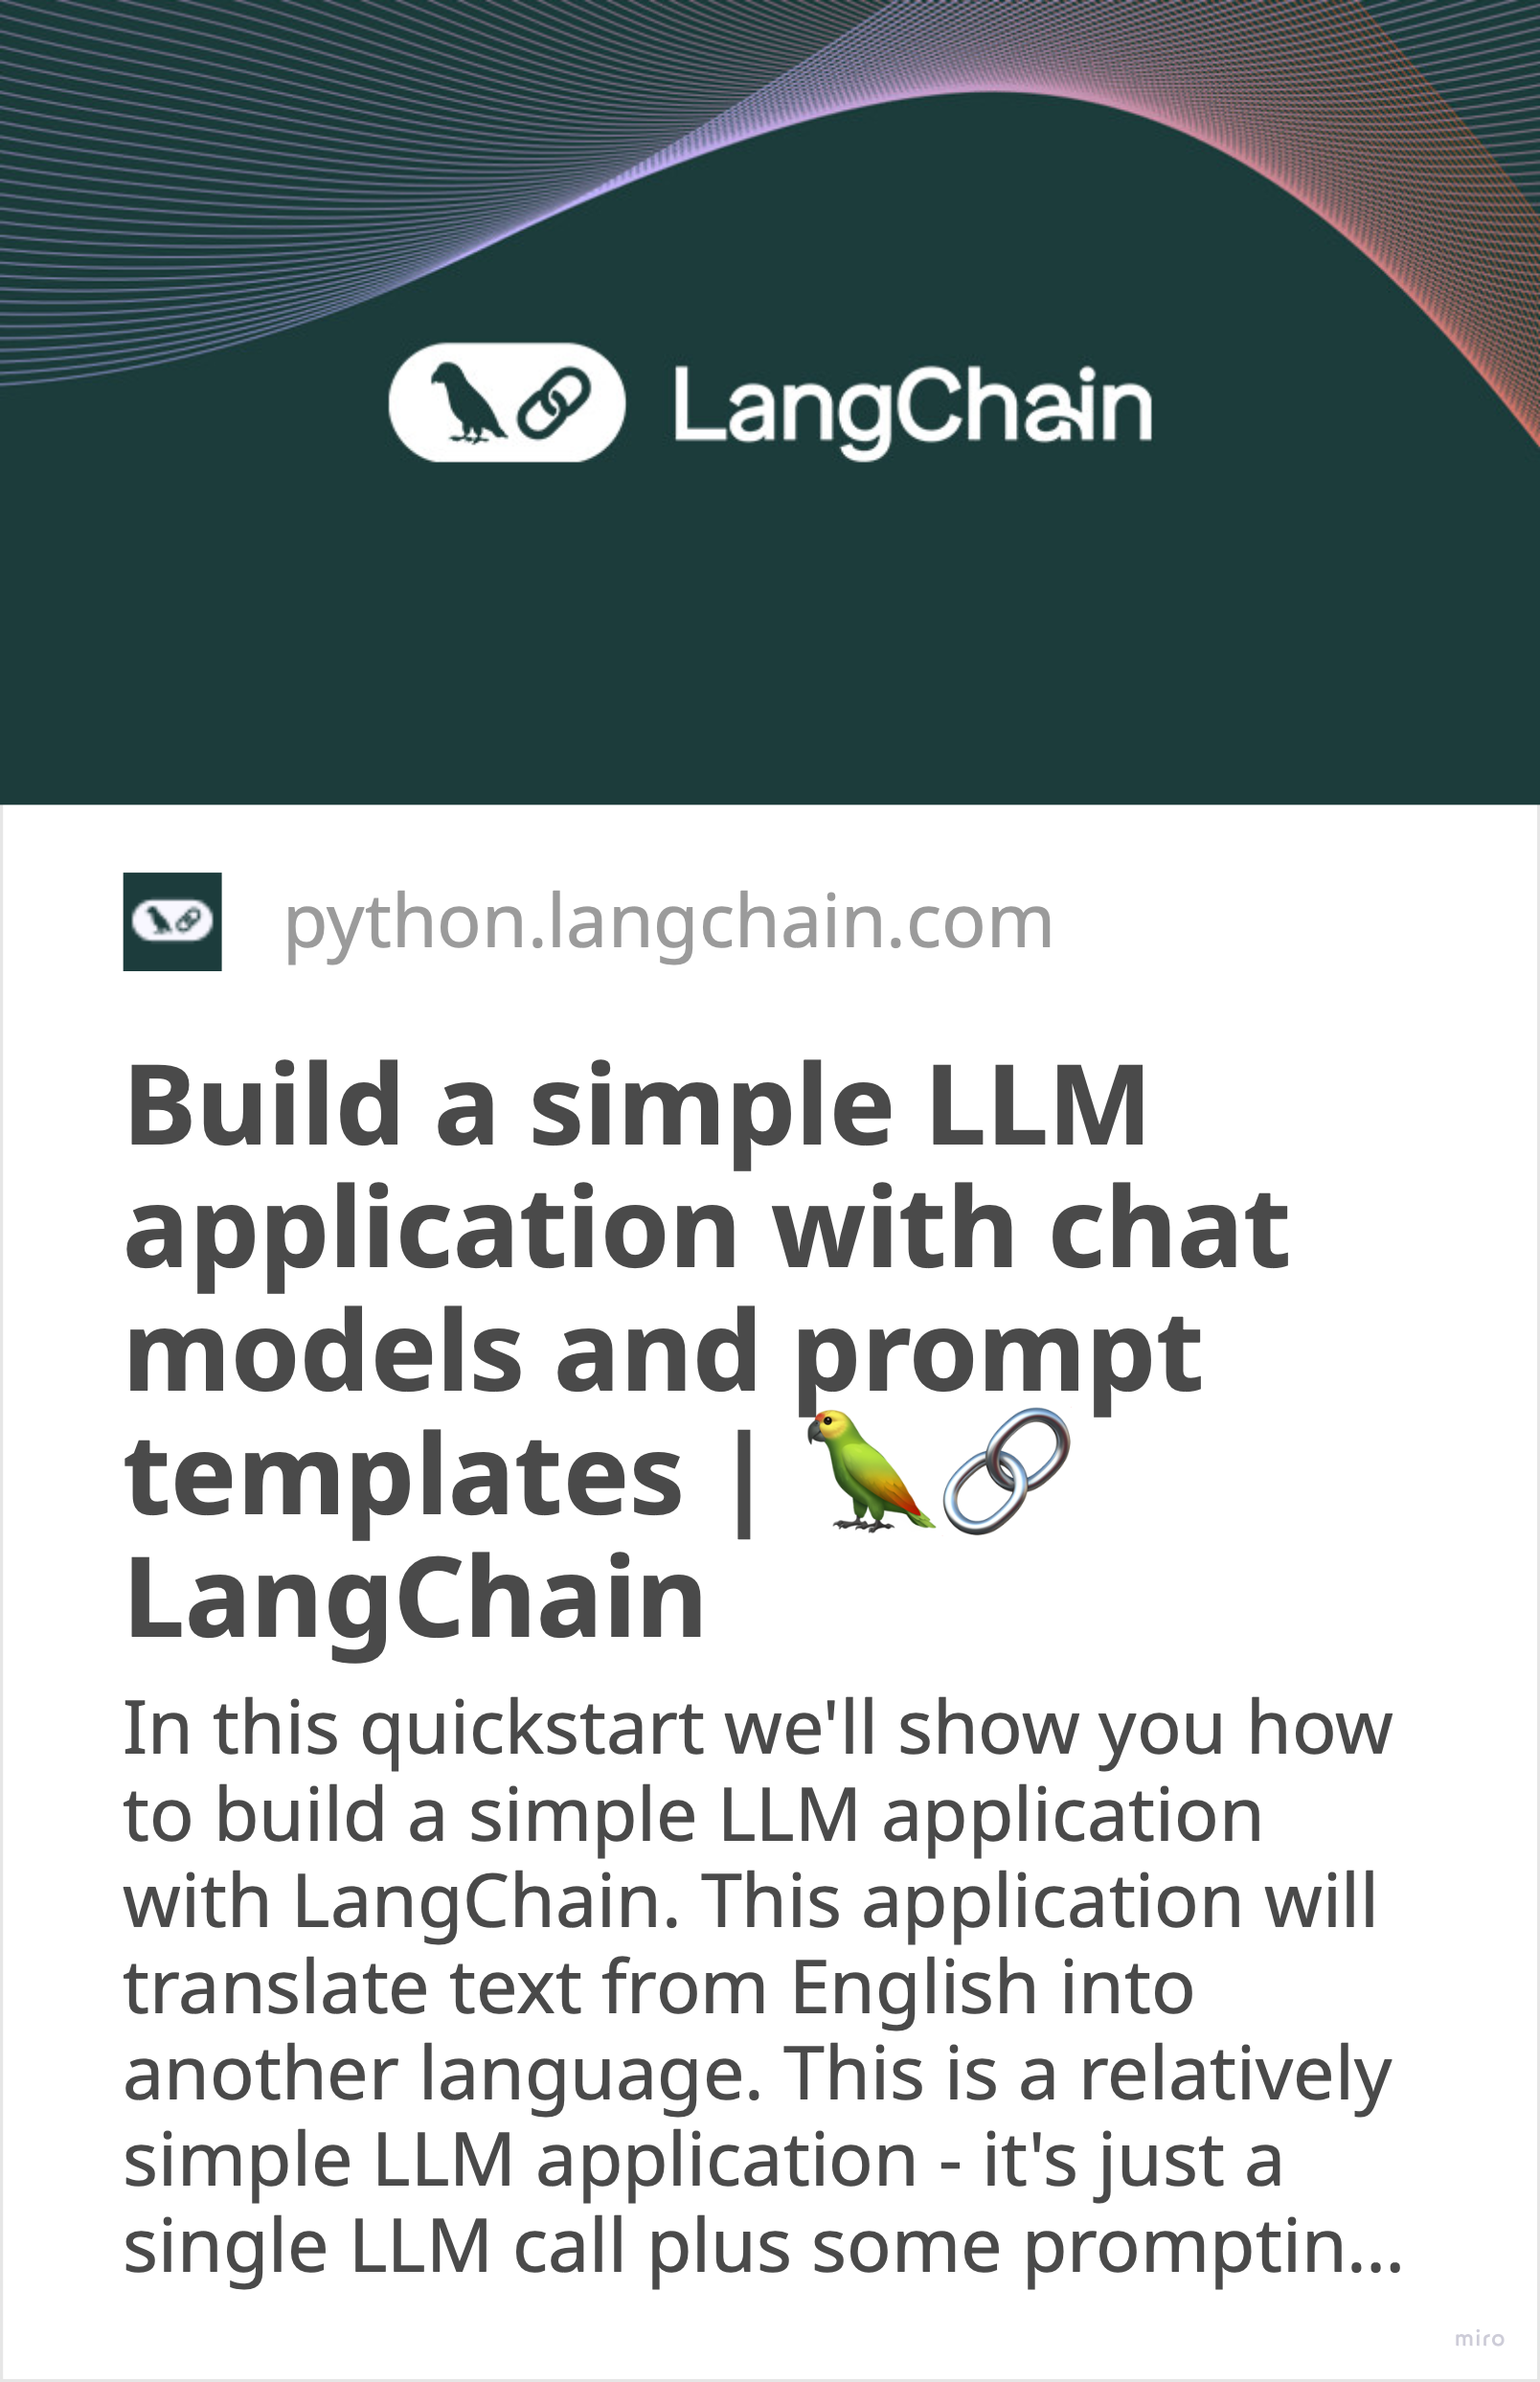 LangChain
python.langchain.com
Build a simple LLM
application with chat
models and prompt
templates | 🦜🔗
LangChain
In this quickstart we'll show you how
to build a simple LLM application
with LangChain. This application will
translate text from English into
another language. This is a relatively
simple LLM application - it's just a
single LLM call plus some promptin...
miro